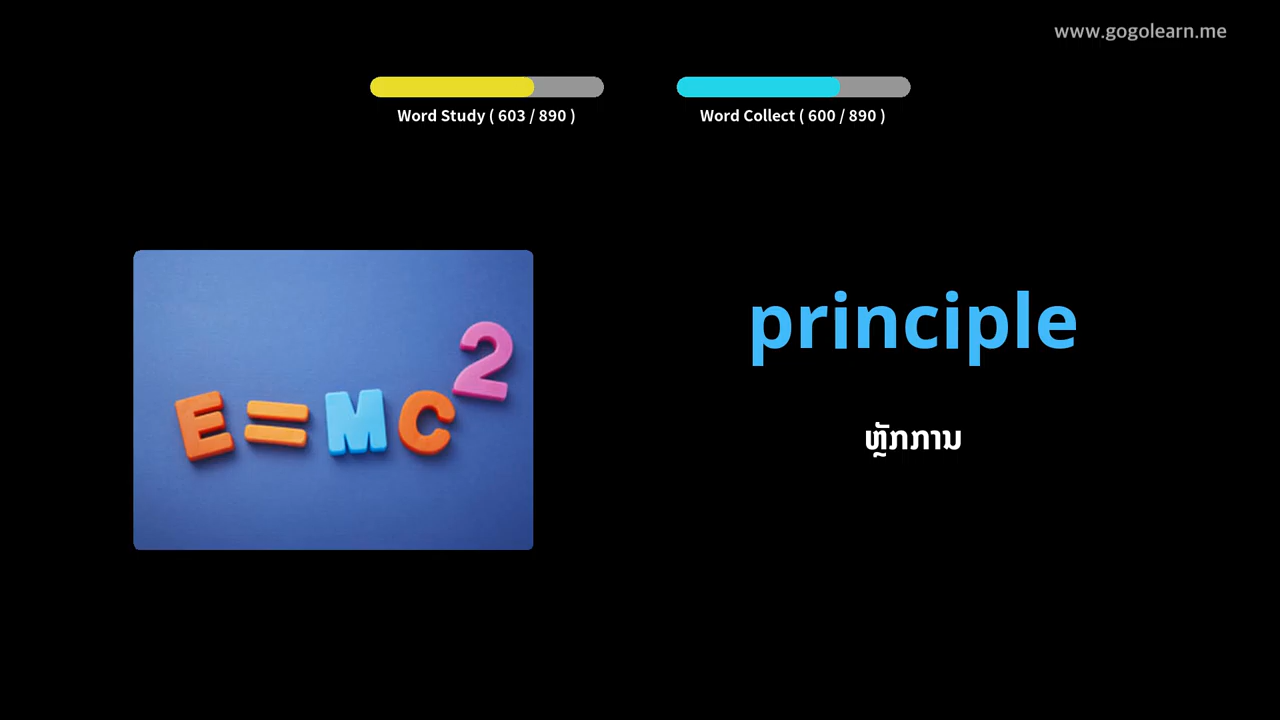 www.gogolearn.me
Word Study ( 603 / 890 )
Word Collect ( 600 / 890 )
E=MC2
principle
ຫຼັກການ